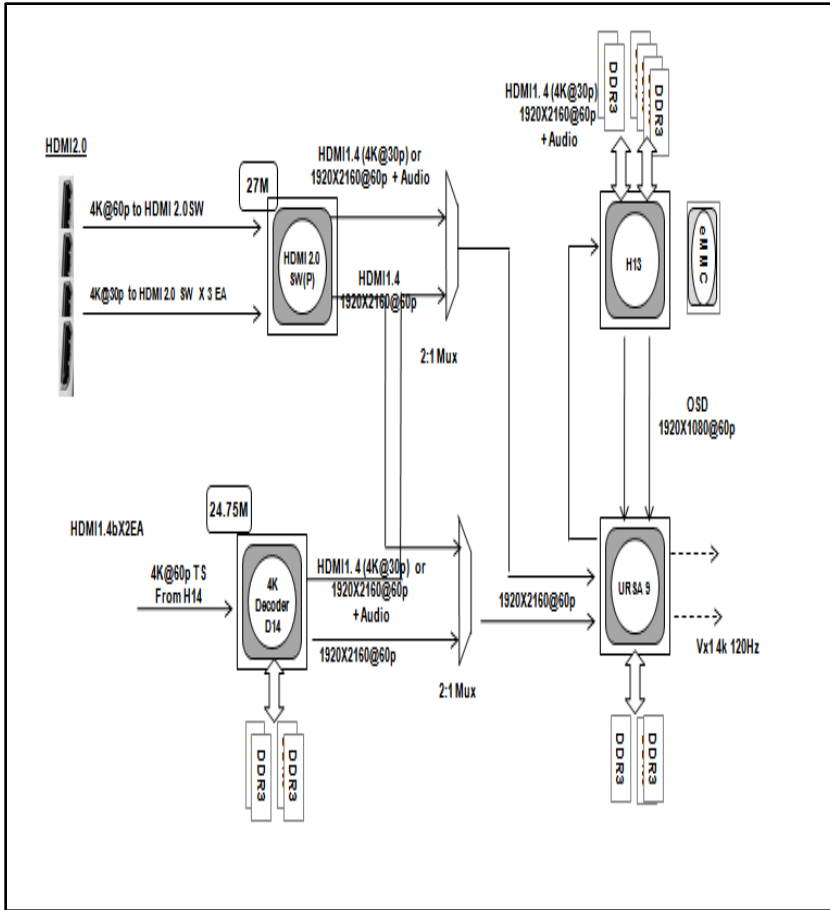 HDMI2.0
4K@60p to HDMI 2.0SW
4K@30p to HDMI 2.0 SW X 3 EA
27M
HDMI 2.0
SW(P)
HDMI1.4 (4K@30p) or
1920X2160@60p + Audio
HDMI1.4
1920X2160@60p
2:1 Mux
HDMI1. 4 (4K@30p)
1920X2160@60p
+ Audio
DDR3
DDR3
H13
eMMC
OSD
1920X1080@60p
HDMI1.4bX2EA
4K@60p TS
From H14
24.75M
4K
Decoder
D14
HDMI1. 4 (4K@30p) or
1920X2160@60p
+ Audio
1920X2160@60p
2:1 Mux
1920X2160@60p
URSA 9
Vx1 4k 120Hz
DDR3
DDR3
DDR3
DDR3